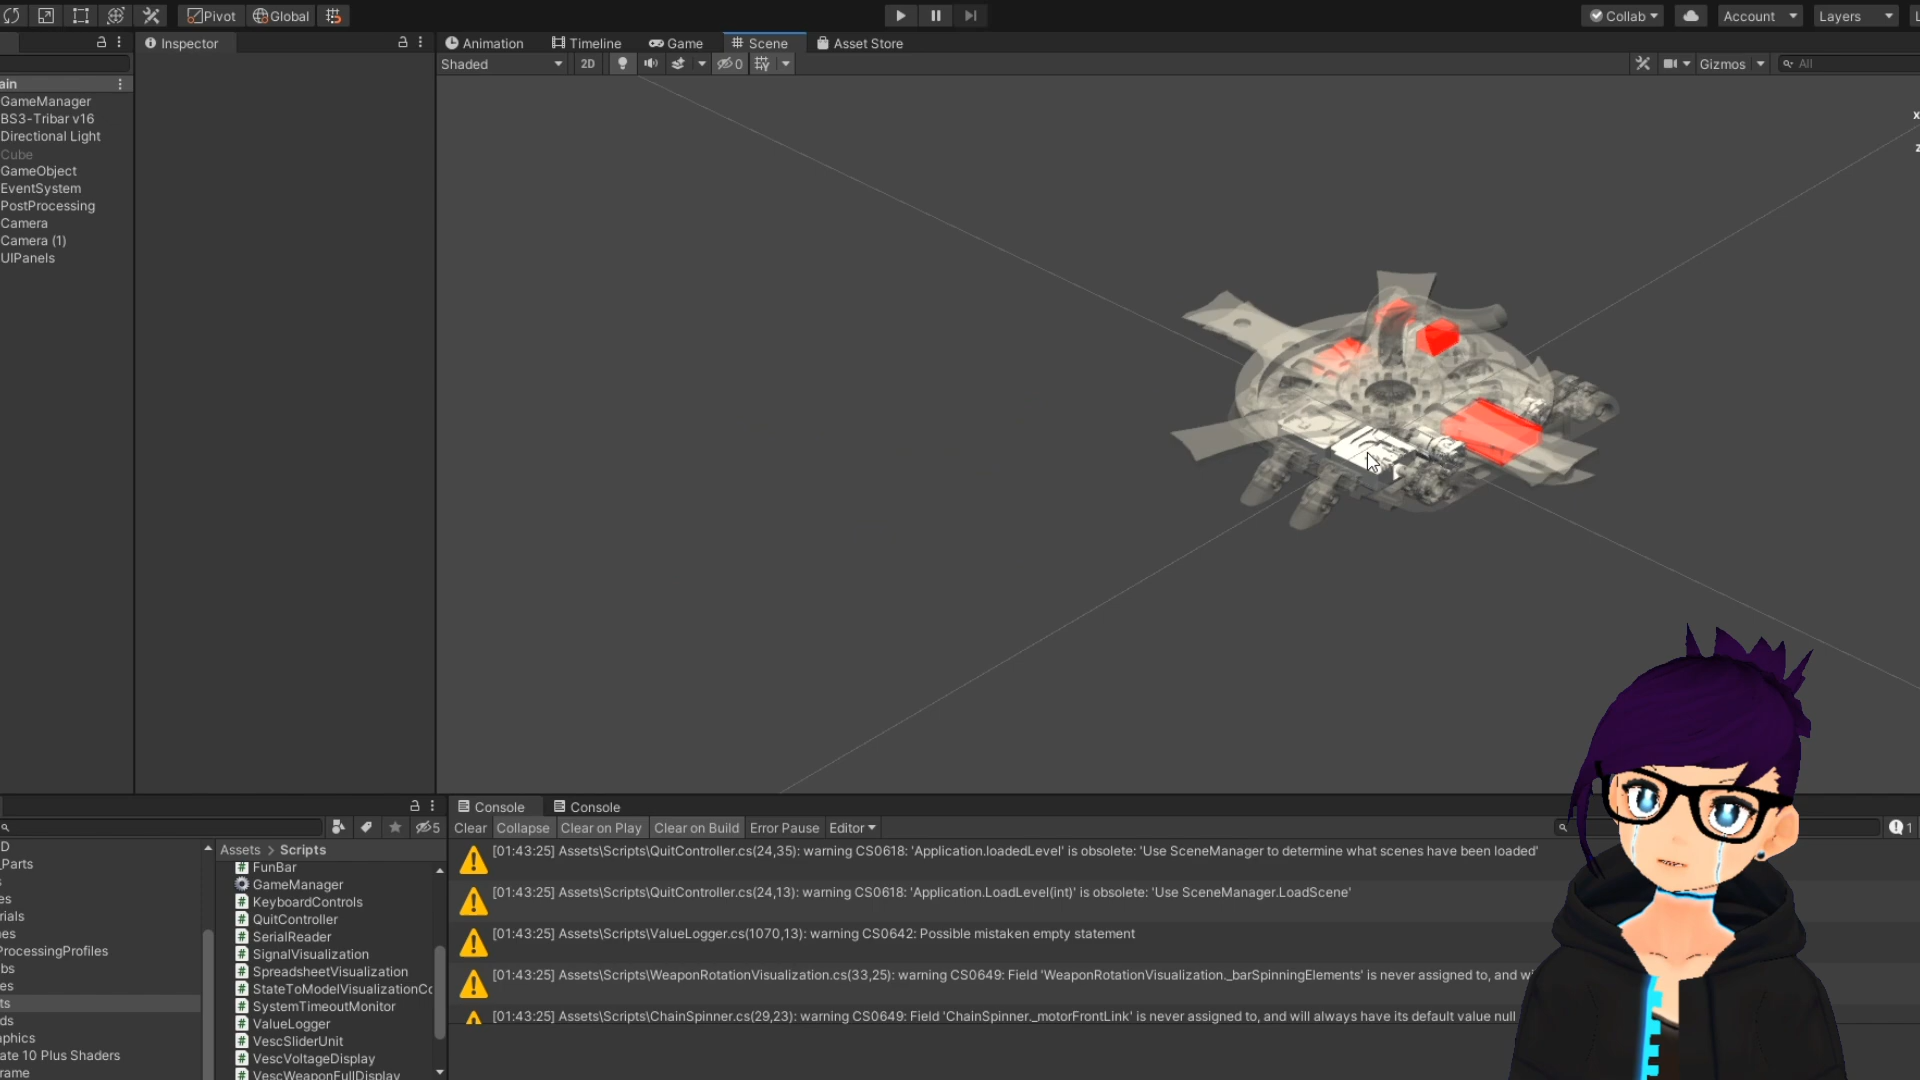 Pivot Global Collab Account Layers
Inspector Animation Timeline Game Scene Asset Store
Shaded 2D 0 Gizmos All
ain
GameManager
BS3-Tribar v16
Directional Light
Cube
GameObject
EventSystem
PostProcessing
Camera
Camera (1)
UIPanels
x
z
5
D
_Parts
s
es
rials
nes
ProcessingProfiles
bs
es
ts
ds
phics
ate 10 Plus Shaders
rame
Assets > Scripts
FunBar
GameManager
KeyboardControls
QuitController
SerialReader
SignalVisualization
SpreadsheetVisualization
StateToModelVisualizationCo
SystemTimeoutMonitor
ValueLogger
VescSliderUnit
VescVoltageDisplay
VescWeaponFullDisplay
Console Console
Clear Collapse Clear on Play Clear on Build Error Pause Editor 1
[01:43:25] Assets\Scripts\QuitController.cs(24,35): warning CS0618: 'Application.loadedLevel' is obsolete: 'Use SceneManager to determine what scenes have been loaded'
[01:43:25] Assets\Scripts\QuitController.cs(24,13): warning CS0618: 'Application.LoadLevel(int)' is obsolete: 'Use SceneManager.LoadScene'
[01:43:25] Assets\Scripts\ValueLogger.cs(1070,13): warning CS0642: Possible mistaken empty statement
[01:43:25] Assets\Scripts\WeaponRotationVisualization.cs(33,25): warning CS0649: Field 'WeaponRotationVisualization._barSpinningElements' is never assigned to, and wi
[01:43:25] Assets\Scripts\ChainSpinner.cs(29,23): warning CS0649: Field 'ChainSpinner._motorFrontLink' is never assigned to, and will always have its default value null